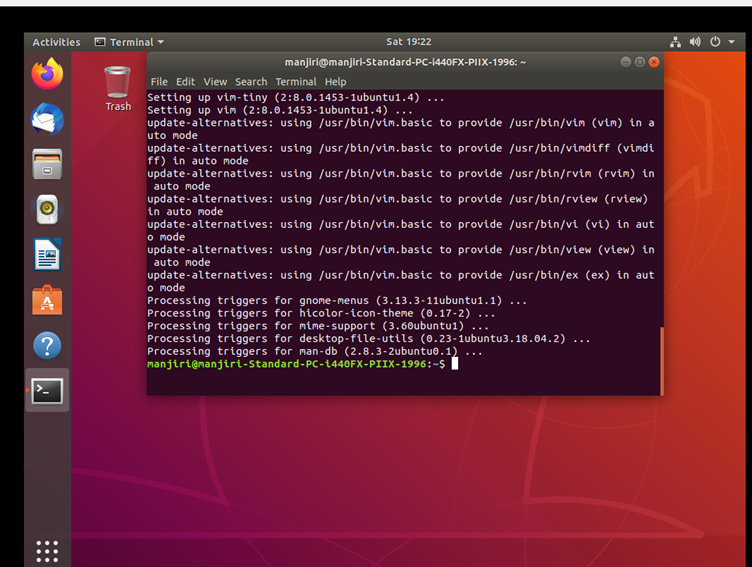 Activities Terminal Sat 19:22
manjiri@manjiri-Standard-PC-i440FX-PIIX-1996: ~
File Edit View Search Terminal Help
Trash
Setting up vim-tiny (2:8.0.1453-1ubuntu1.4) ...
Setting up vim (2:8.0.1453-1ubuntu1.4) ...
update-alternatives: using /usr/bin/vim.basic to provide /usr/bin/vim (vim) in a
uto mode
update-alternatives: using /usr/bin/vim.basic to provide /usr/bin/vimdiff (vimdi
ff) in auto mode
update-alternatives: using /usr/bin/vim.basic to provide /usr/bin/rvim (rvim) in
 auto mode
update-alternatives: using /usr/bin/vim.basic to provide /usr/bin/rview (rview)
in auto mode
update-alternatives: using /usr/bin/vim.basic to provide /usr/bin/vi (vi) in aut
o mode
update-alternatives: using /usr/bin/vim.basic to provide /usr/bin/view (view) in
 auto mode
update-alternatives: using /usr/bin/vim.basic to provide /usr/bin/ex (ex) in aut
o mode
Processing triggers for gnome-menus (3.13.3-11ubuntu1.1) ...
Processing triggers for hicolor-icon-theme (0.17-2) ...
Processing triggers for mime-support (3.60ubuntu1) ...
Processing triggers for desktop-file-utils (0.23-1ubuntu3.18.04.2) ...
Processing triggers for man-db (2.8.3-2ubuntu0.1) ...
manjiri@manjiri-Standard-PC-i440FX-PIIX-1996:~$